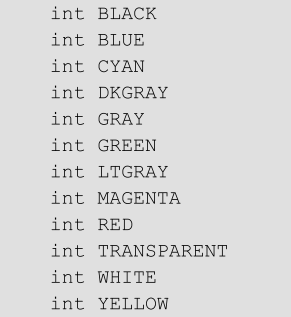 int BLACK
int BLUE
int CYAN
int DKGRAY
int GRAY
int GREEN
int LTGRAY
int MAGENTA
int RED
int TRANSPARENT
int WHITE
int YELLOW